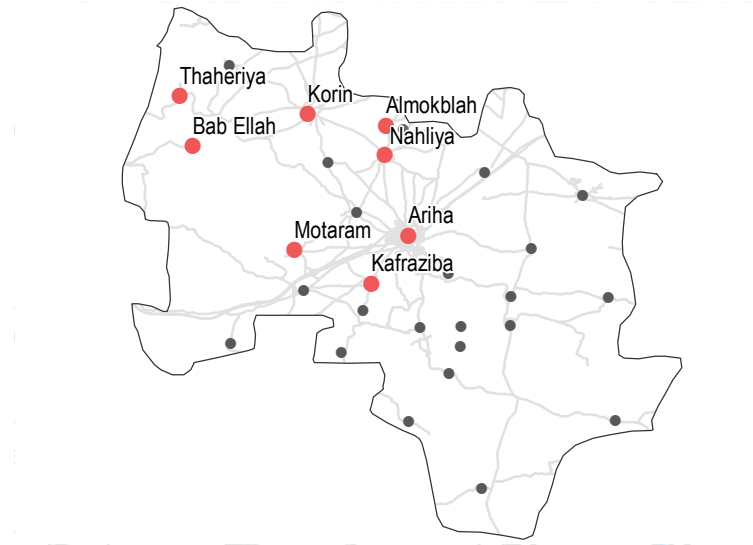 Thaheriya
Korin
Almokblah
Bab Ellah
Nahliya
Ariha
Motaram
Kafraziba